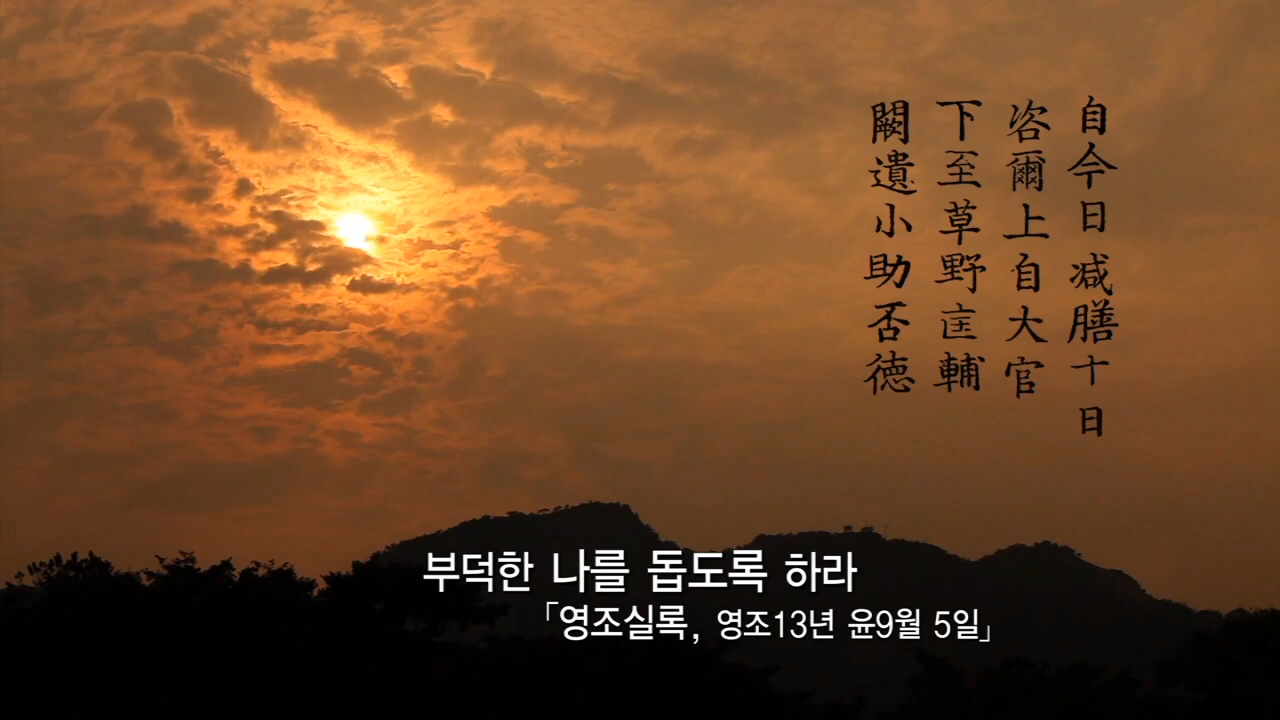 自今日减膳十日
咨爾上自大官
下至草野匡輔
闕遺小助否德
부덕한 나를 돕도록 하라
「영조실록, 영조13년 윤9월 5일」